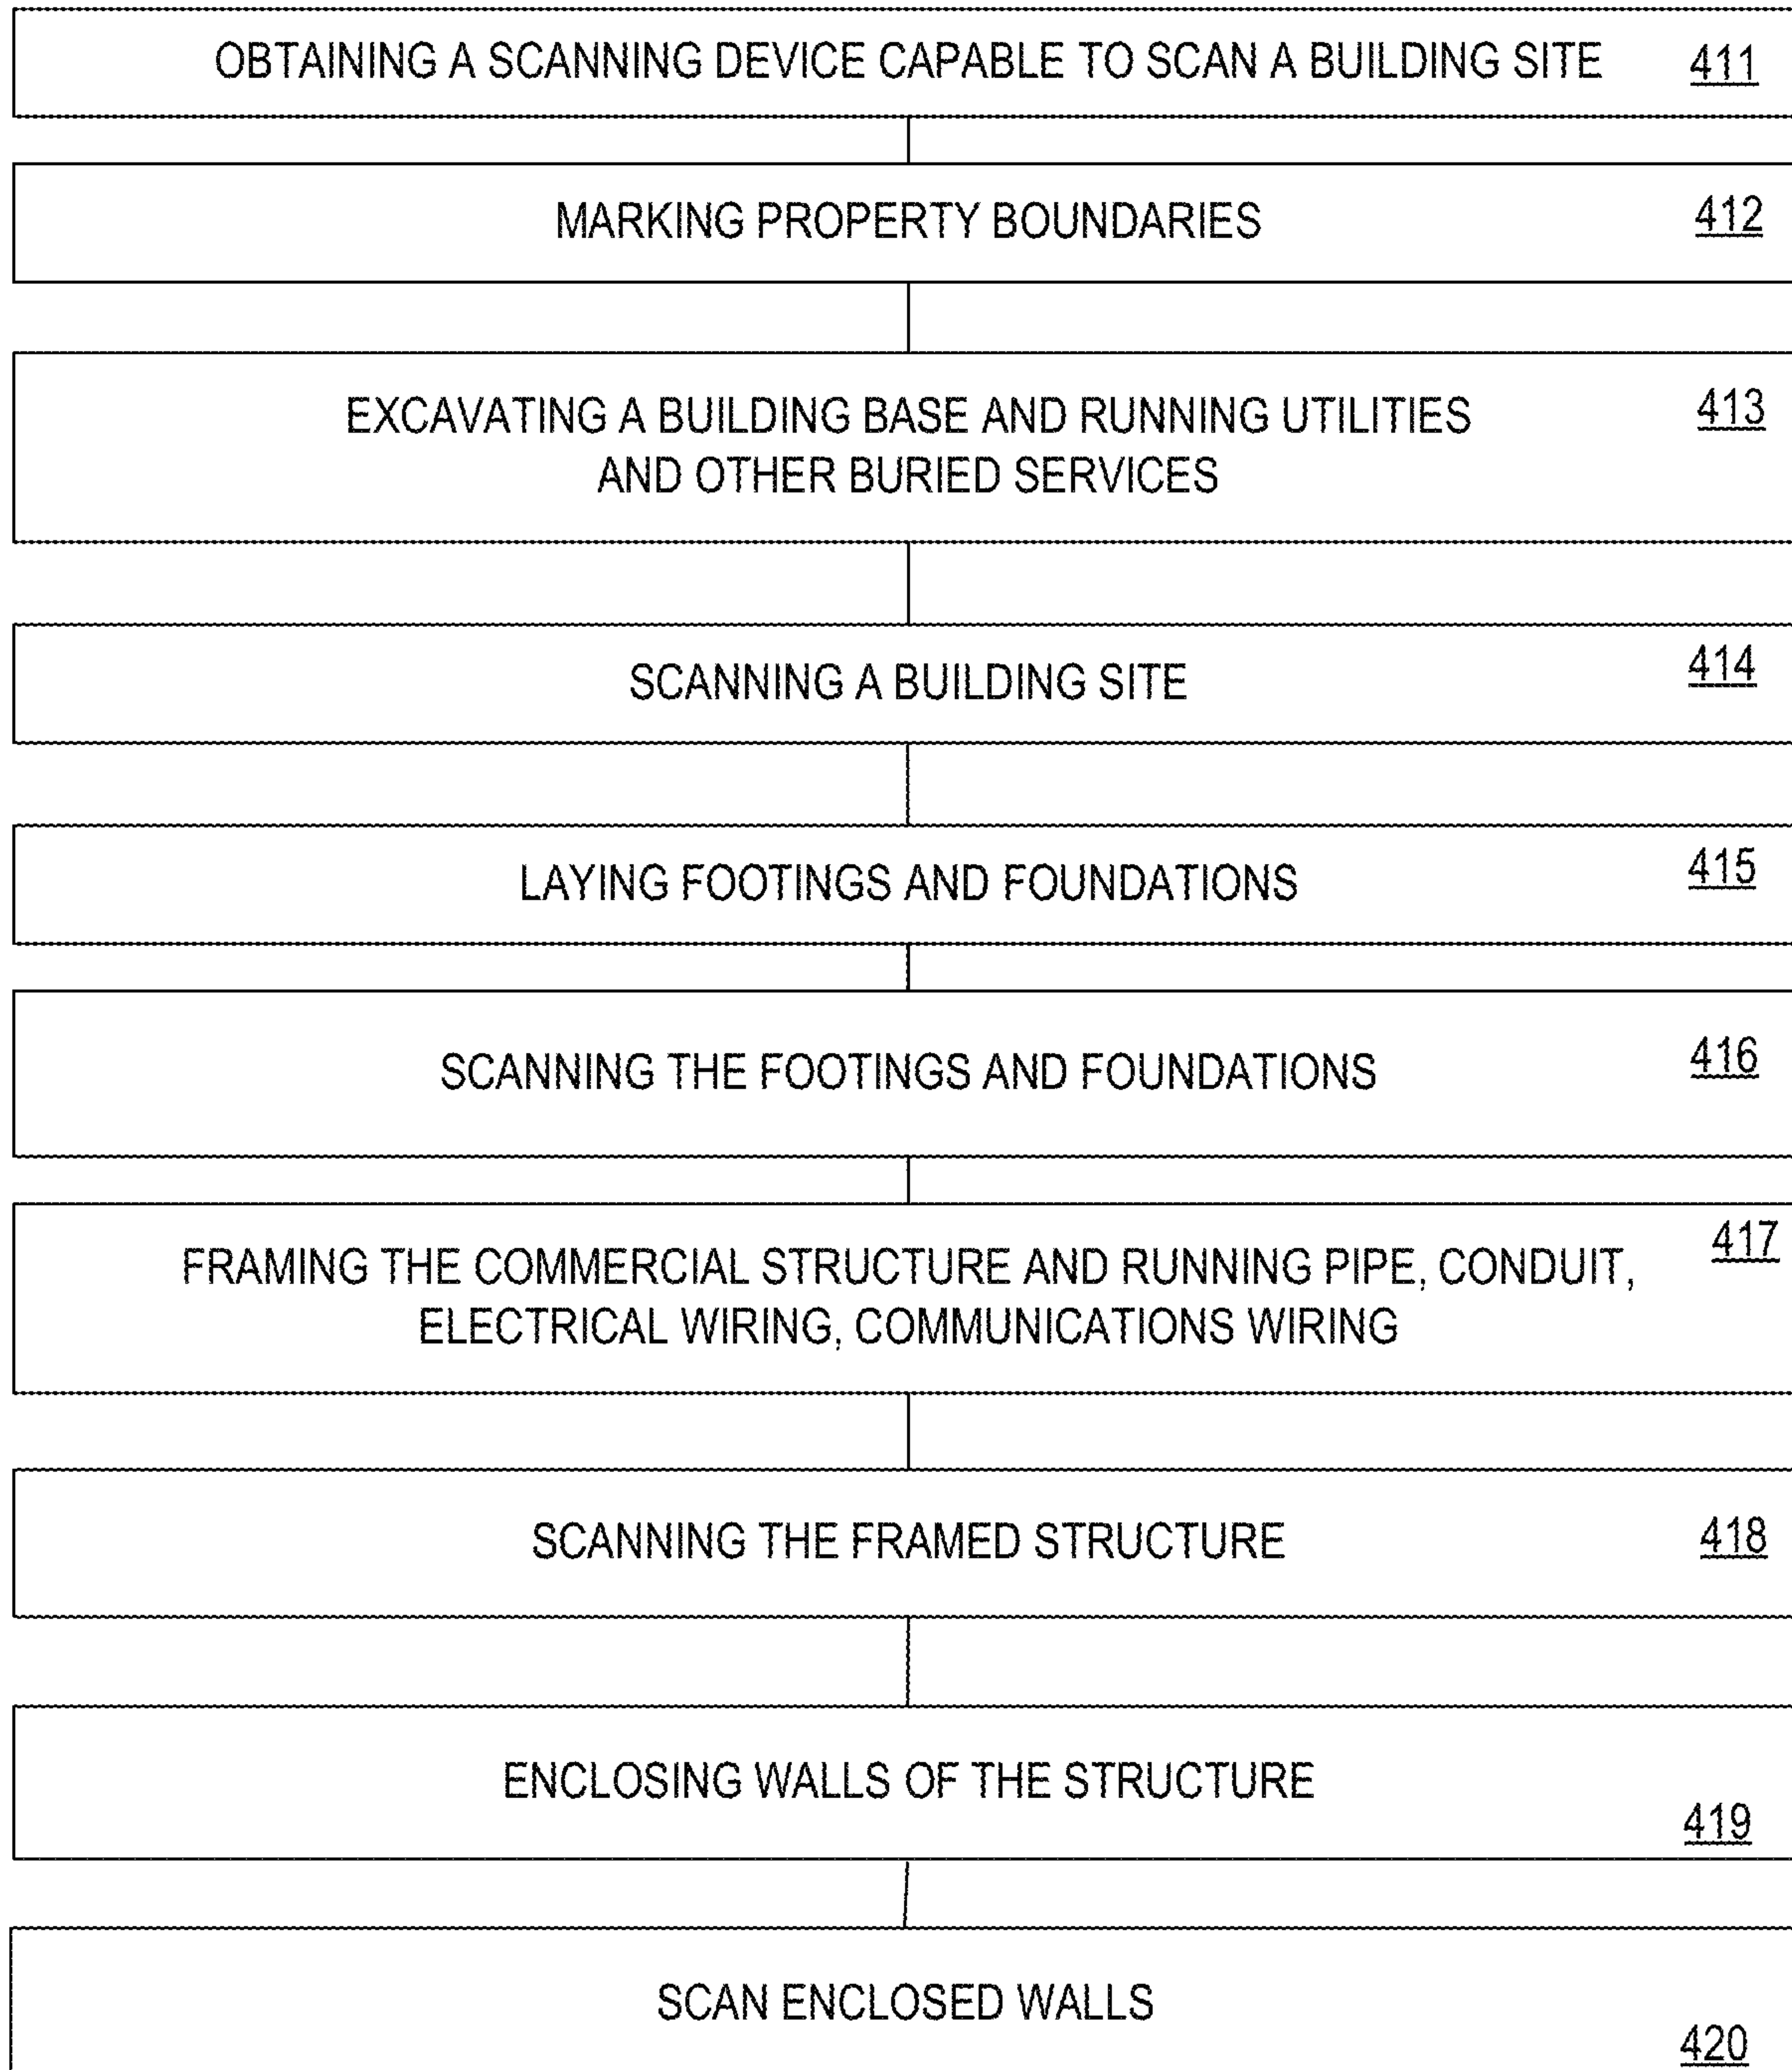 OBTAINING A SCANNING DEVICE CAPABLE TO SCAN A BUILDING SITE 411
MARKING PROPERTY BOUNDARIES 412
EXCAVATING A BUILDING BASE AND RUNNING UTILITIES 413
AND OTHER BURIED SERVICES
SCANNING A BUILDING SITE 414
LAYING FOOTINGS AND FOUNDATIONS 415
SCANNING THE FOOTINGS AND FOUNDATIONS 416
FRAMING THE COMMERCIAL STRUCTURE AND RUNNING PIPE, CONDUIT, 417
ELECTRICAL WIRING, COMMUNICATIONS WIRING
SCANNING THE FRAMED STRUCTURE 418
ENCLOSING WALLS OF THE STRUCTURE
419
SCAN ENCLOSED WALLS
420